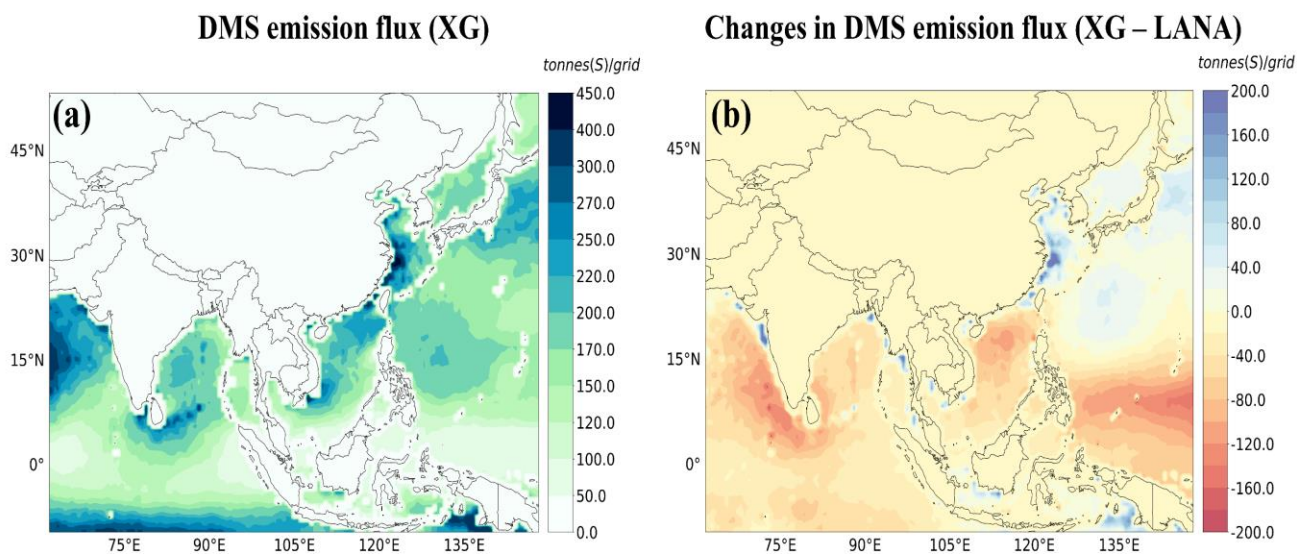 DMS emission flux (XG)
Changes in DMS emission flux (XG – LANA)
tonnes(S)/grid
(a)
45°N
30°N
15°N
0°
75°E 90°E 105°E 120°E 135°E
450.0
400.0
300.0
270.0
250.0
220.0
200.0
170.0
150.0
120.0
100.0
50.0
0.0
tonnes(S)/grid
(b)
45°N
30°N
15°N
0°
75°E 90°E 105°E 120°E 135°E
200.0
160.0
120.0
80.0
40.0
0.0
-40.0
-80.0
-120.0
-160.0
-200.0